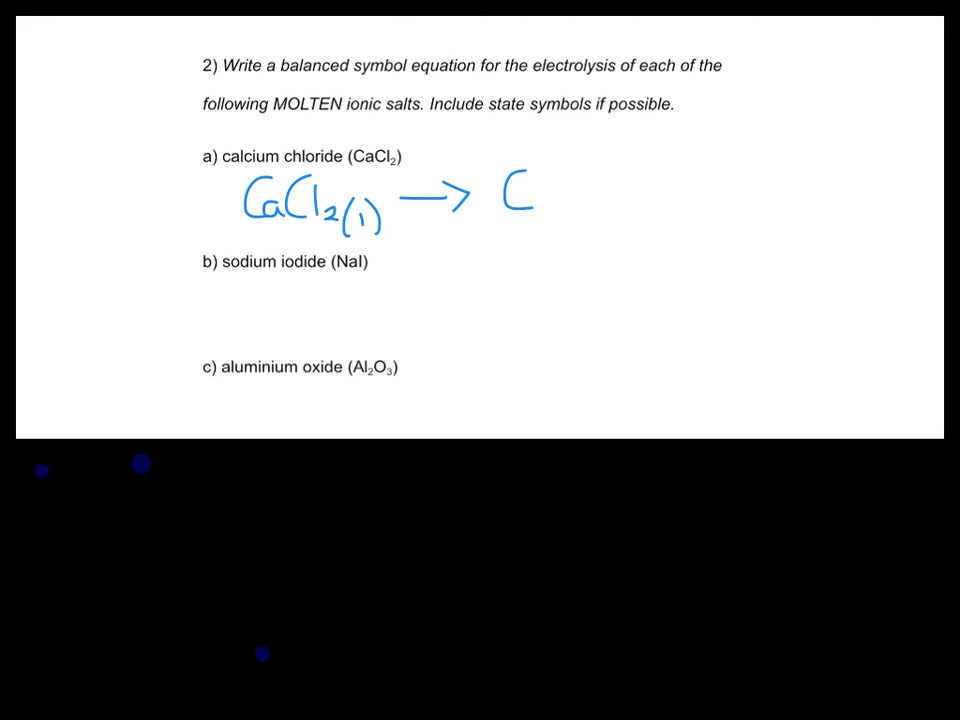 2) Write a balanced symbol equation for the electrolysis of each of the
following MOLTEN ionic salts. Include state symbols if possible.
a) calcium chloride (CaCl₂)
CaCl₂(l) → C
b) sodium iodide (NaI)
c) aluminium oxide (Al₂O₃)